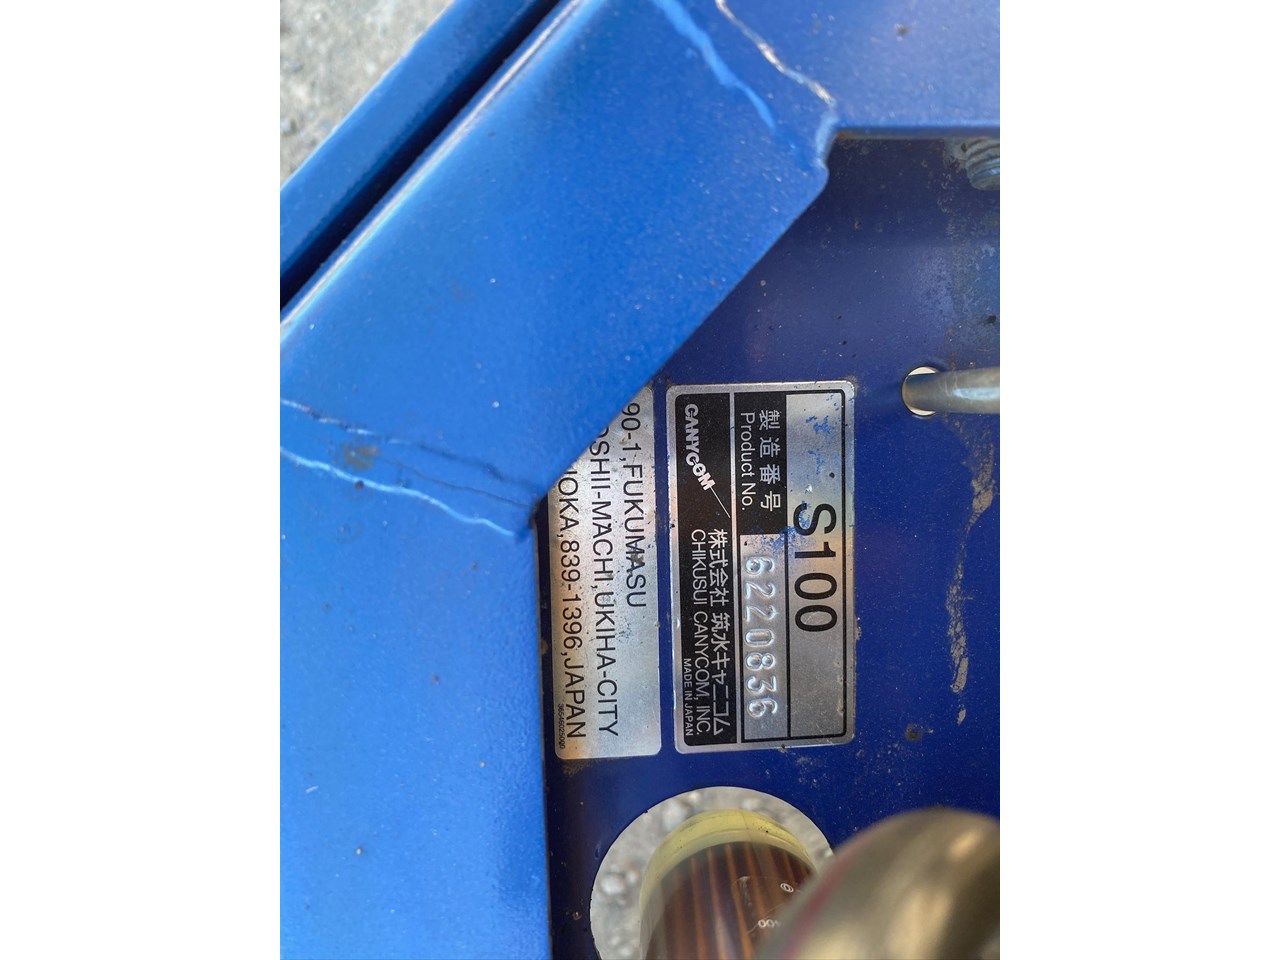 S100
製造番号
Product No.
6220836
CANYCOM
株式会社 筑水キャニコム
CHIKUSUI CANYCOM, INC.
MADE IN JAPAN
90-1,FUKUMASU
OSHII-MACHI,UKIHA-CITY
UOKA,839-1396,JAPAN